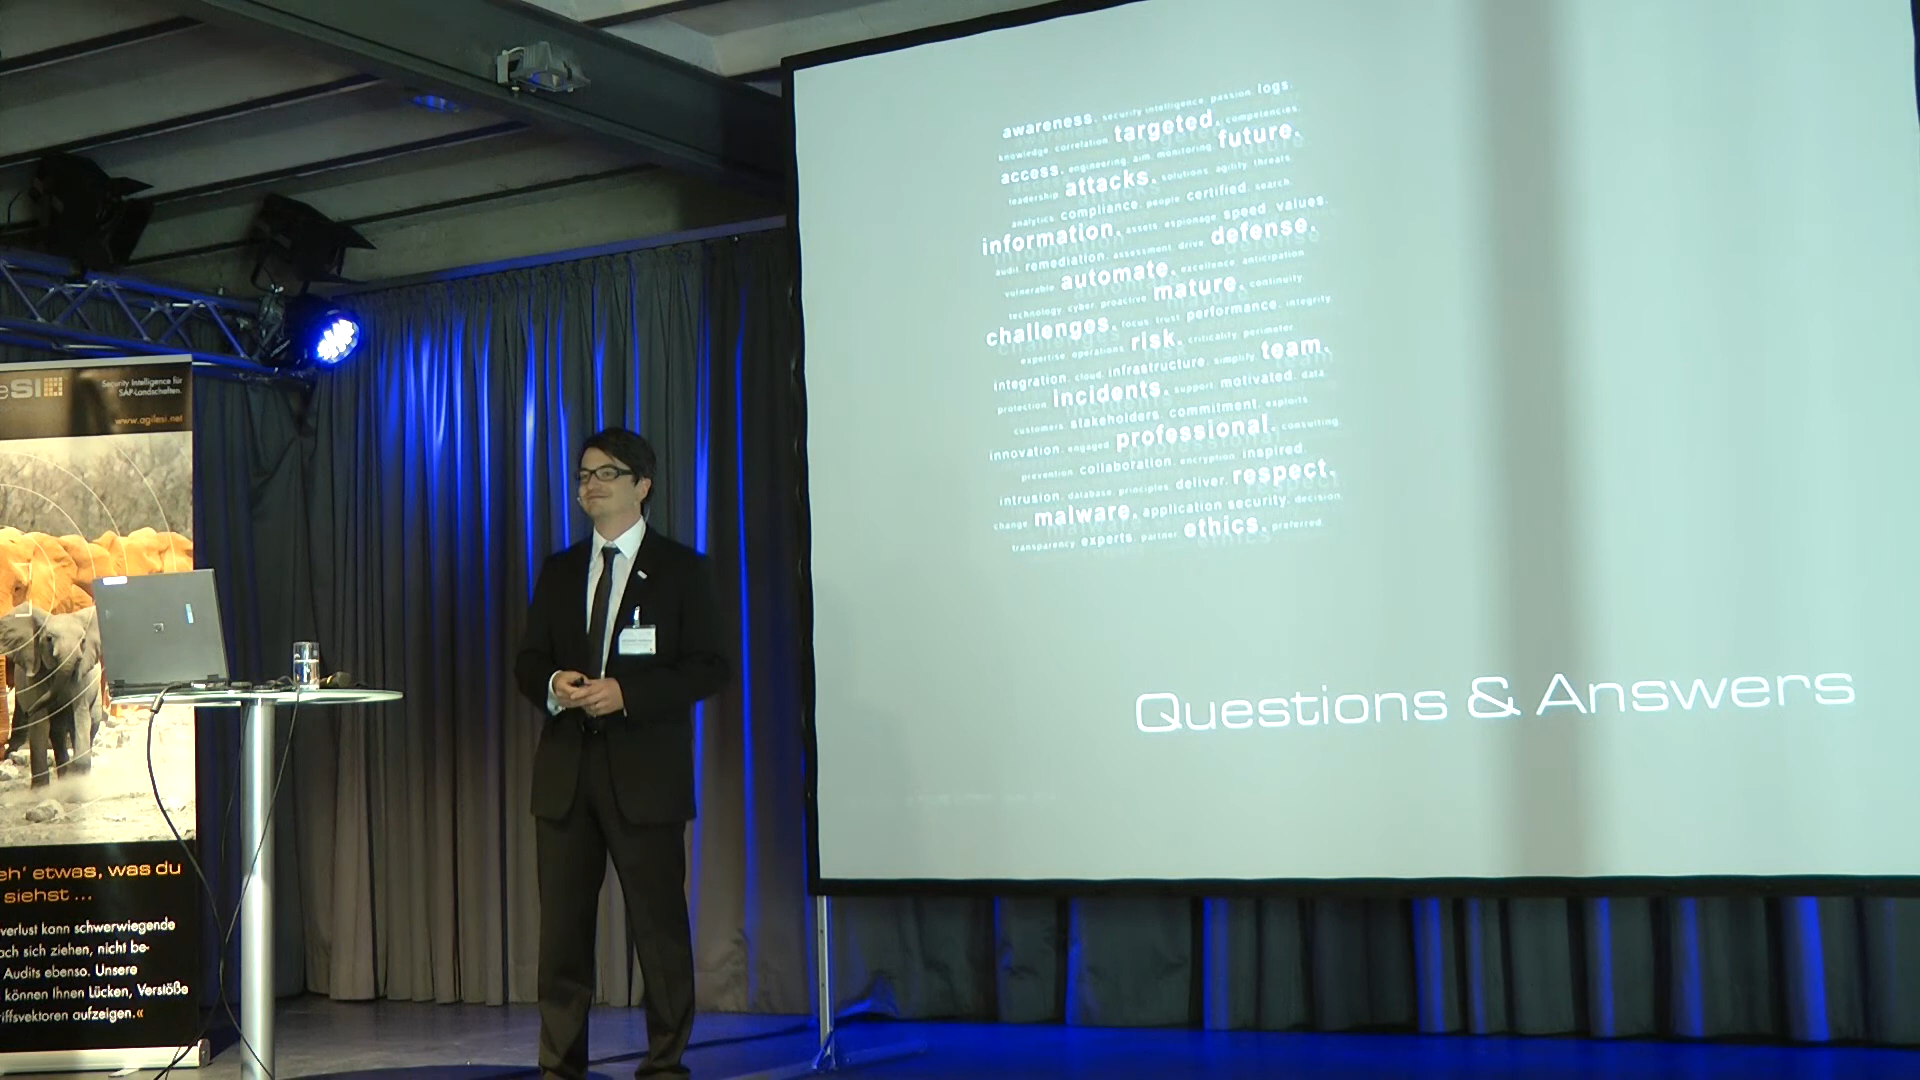 eSI
Security Intelligence für
SAP-Landschaften.
www.agilesi.net
eh' etwas, was du
siehst ...
verlust kann schwerwiegende
ach sich ziehen, nicht be-
Audits ebenso. Unsere
können Ihnen Lücken, Verstöße
riffsvektoren aufzeigen.«
awareness. security intelligence. passion. logs.
knowledge. correlation. targeted. competencies.
access. engineering. aim. monitoring. future.
leadership. attacks. solutions. agility. threats
analytics. compliance. people. certified. search.
information. assets. espionage. speed. values.
audit. remediation. assessment. drive. defense.
vulnerable. automate. excellence. anticipation
technology. cyber. proactive. mature. continuity
challenges. focus. trust. performance. integrity
expertise. operations. risk. criticality. perimeter.
integration. cloud. infrastructure. simplify. team.
protection. incidents. support. motivated. data.
customers. stakeholders. commitment. exploits.
innovation. engaged. professional. consulting
prevention. collaboration. encryption. inspired.
intrusion. database. principles. deliver. respect.
change. malware. application security. decision
transparency. experts. partner. ethics. preferred.
Questions & Answers